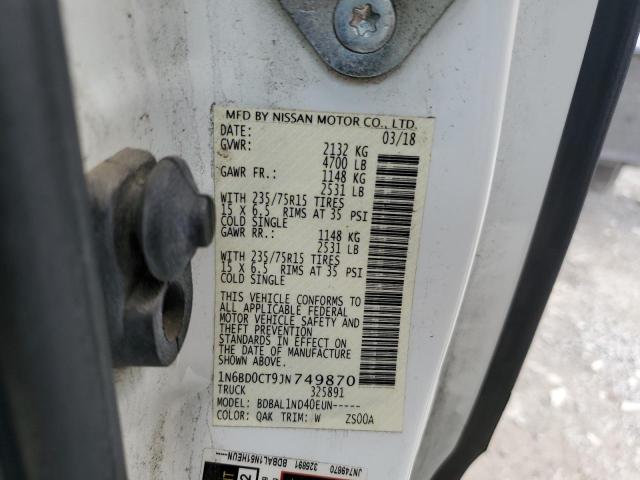 MFD BY NISSAN MOTOR CO., LTD.
DATE: 03/18
GVWR: 2132 KG
4700 LB
GAWR FR.: 1148 KG
2531 LB
WITH 235/75R15 TIRES
15 X 6.5 RIMS AT 35 PSI
COLD SINGLE
GAWR RR.: 1148 KG
2531 LB
WITH 235/75R15 TIRES
15 X 6.5 RIMS AT 35 PSI
COLD SINGLE
THIS VEHICLE CONFORMS TO
ALL APPLICABLE FEDERAL
MOTOR VEHICLE SAFETY AND
THEFT PREVENTION
STANDARDS IN EFFECT ON
THE DATE OF MANUFACTURE
SHOWN ABOVE.
1N6BD0CT9JN749870
TRUCK 325891
MODEL: BDBAL1ND40EUN-----
COLOR: QAK TRIM: W ZS00A
JN749870 325891